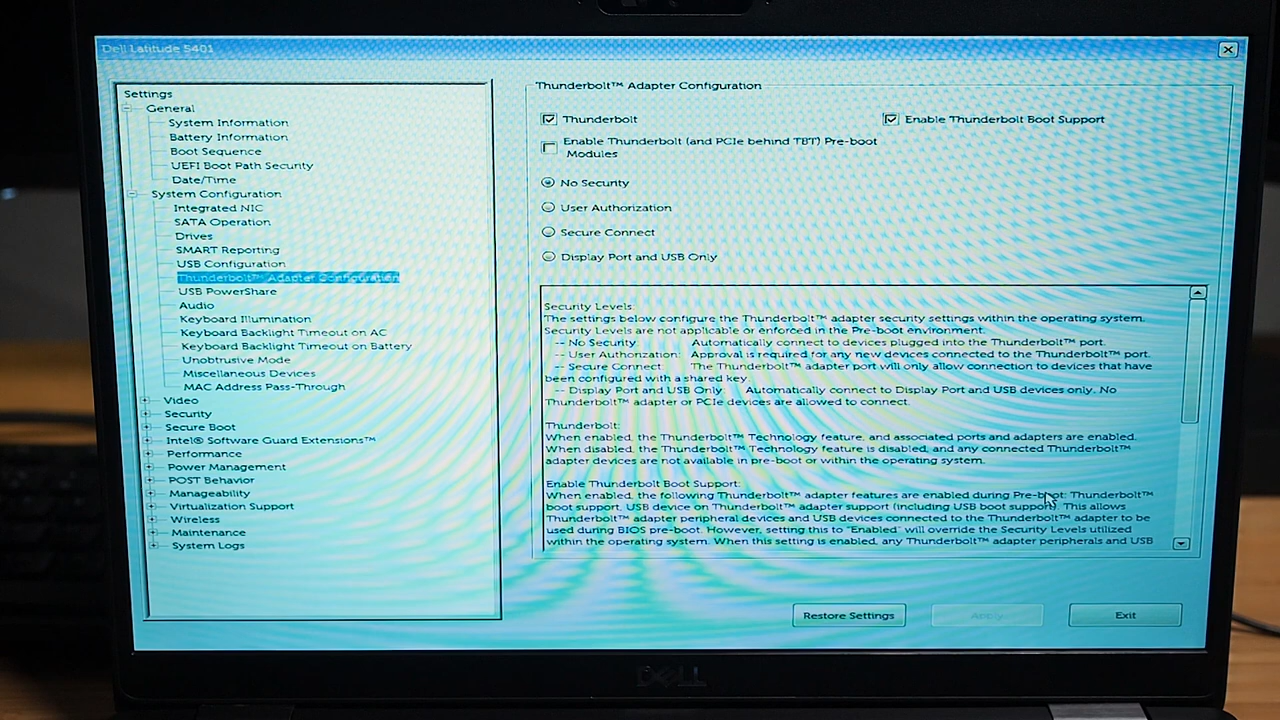 Dell Latitude 5401
Settings
General
System Information
Battery Information
Boot Sequence
UEFI Boot Path Security
Date/Time
System Configuration
Integrated NIC
SATA Operation
Drives
SMART Reporting
USB Configuration
Thunderbolt™ Adapter Configuration
USB PowerShare
Audio
Keyboard Illumination
Keyboard Backlight Timeout on AC
Keyboard Backlight Timeout on Battery
Unobtrusive Mode
Miscellaneous Devices
MAC Address Pass-Through
Video
Security
Secure Boot
Intel® Software Guard Extensions™
Performance
Power Management
POST Behavior
Manageability
Virtualization Support
Wireless
Maintenance
System Logs
Thunderbolt™ Adapter Configuration
Thunderbolt
Enable Thunderbolt Boot Support
Enable Thunderbolt (and PCIe behind TBT) Pre-boot
Modules
No Security
User Authorization
Secure Connect
Display Port and USB Only
Security Levels:
The settings below configure the Thunderbolt™ adapter security settings within the operating system.
Security Levels are not applicable or enforced in the Pre-boot environment.
-- No Security Automatically connect to devices plugged into the Thunderbolt™ port.
-- User Authorization: Approval is required for any new devices connected to the Thunderbolt™ port.
-- Secure Connect: The Thunderbolt™ adapter port will only allow connection to devices that have
been configured with a shared key
-- Display Port and USB Only Automatically connect to Display Port and USB devices only. No
Thunderbolt™ adapter or PCIe devices are allowed to connect.
Thunderbolt:
When enabled, the Thunderbolt™ Technology feature, and associated ports and adapters are enabled.
When disabled, the Thunderbolt™ Technology feature is disabled, and any connected Thunderbolt™
adapter devices are not available in pre-boot or within the operating system.
Enable Thunderbolt Boot Support:
When enabled, the following Thunderbolt™ adapter features are enabled during Pre-boot: Thunderbolt™
boot support, USB device on Thunderbolt™ adapter support (including USB boot support). This allows
Thunderbolt™ adapter peripheral devices and USB devices connected to the Thunderbolt™ adapter to be
used during BIOS pre-boot. However, setting this to "Enabled" will override the Security Levels utilized
within the operating system. When this setting is enabled, any Thunderbolt™ adapter peripherals and USB
Restore Settings
Apply
Exit
DELL